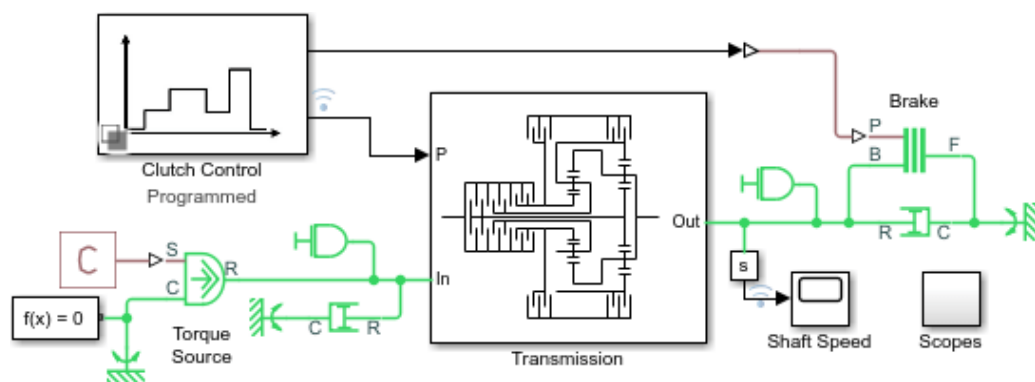 Clutch Control
Programmed
P
Brake
P
B
F
Out
R
C
s
Shaft Speed
Scopes
C
S
R
C
In
f(x) = 0
Torque
Source
C
R
Transmission